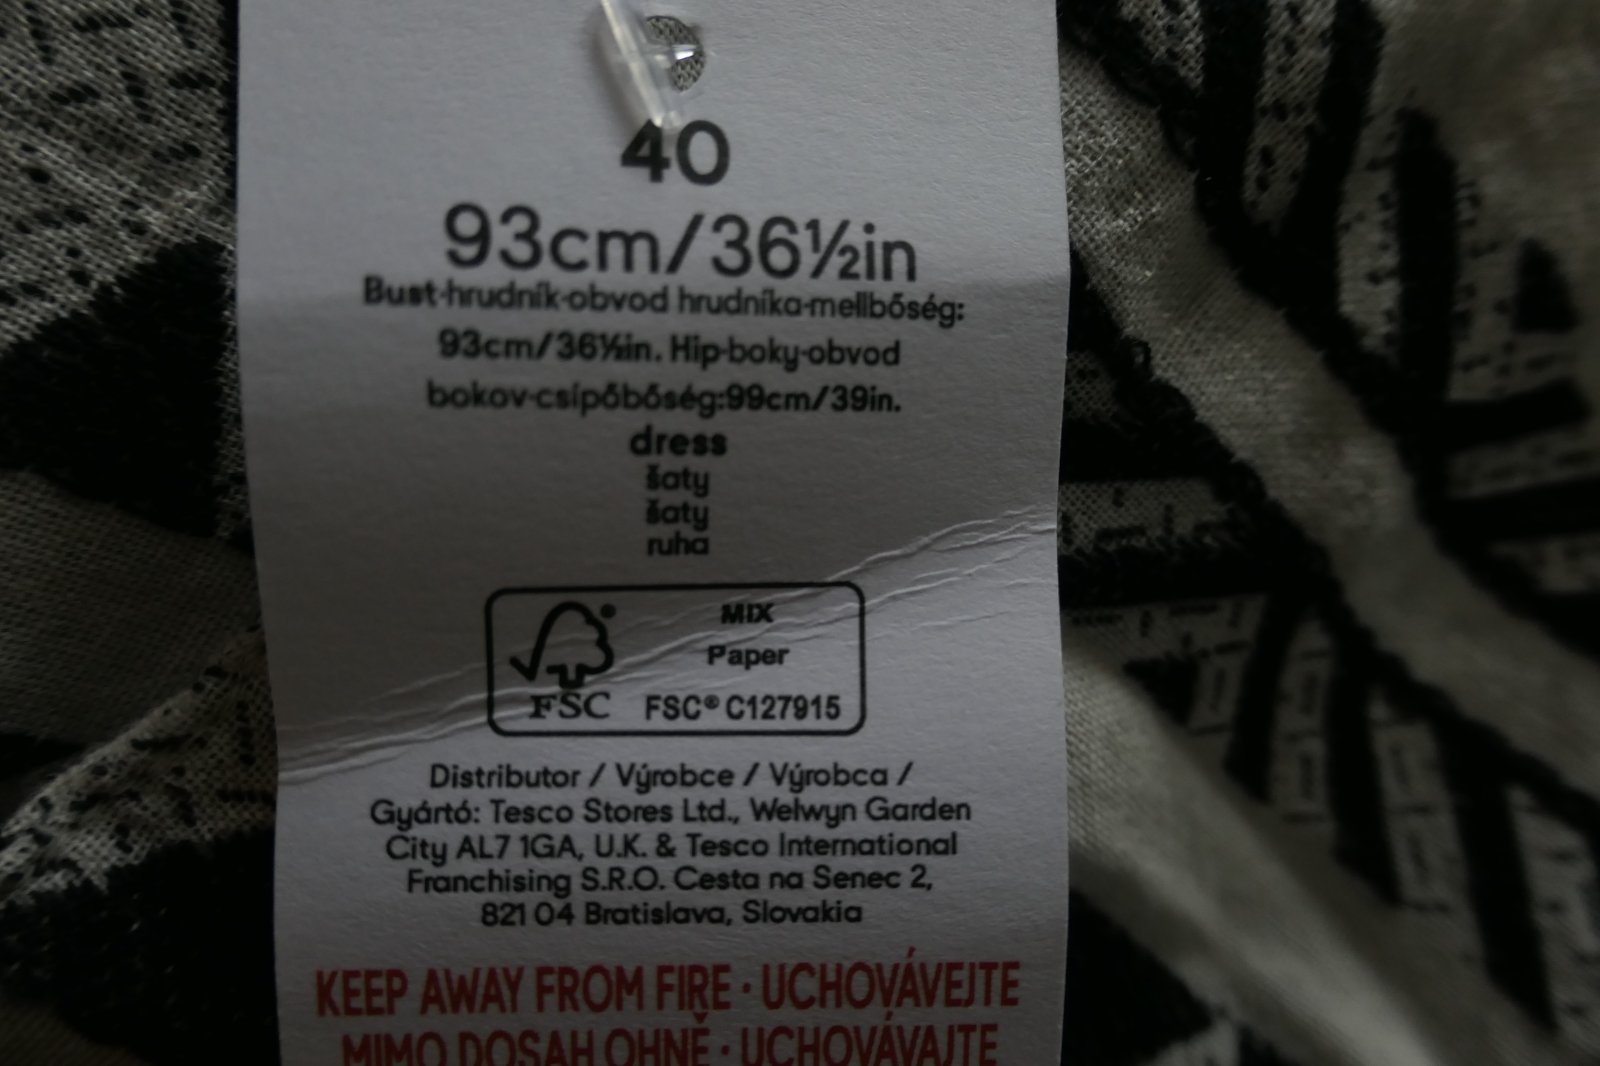 40
93cm/36½in
Bust·hrudník·obvod hrudníka·mellbőség:
93cm/36½in. Hip·boky·obvod
bokov·csípőbőség:99cm/39in.
dress
šaty
šaty
ruha
MIX
Paper
FSC® C127915
FSC
Distributor / Výrobce / Výrobca /
Gyártó: Tesco Stores Ltd., Welwyn Garden
City AL7 1GA, U.K. & Tesco International
Franchising S.R.O. Cesta na Senec 2,
821 04 Bratislava, Slovakia
KEEP AWAY FROM FIRE · UCHOVÁVEJTE
MIMO DOSAH OHNĚ · UCHOVÁVAJTE